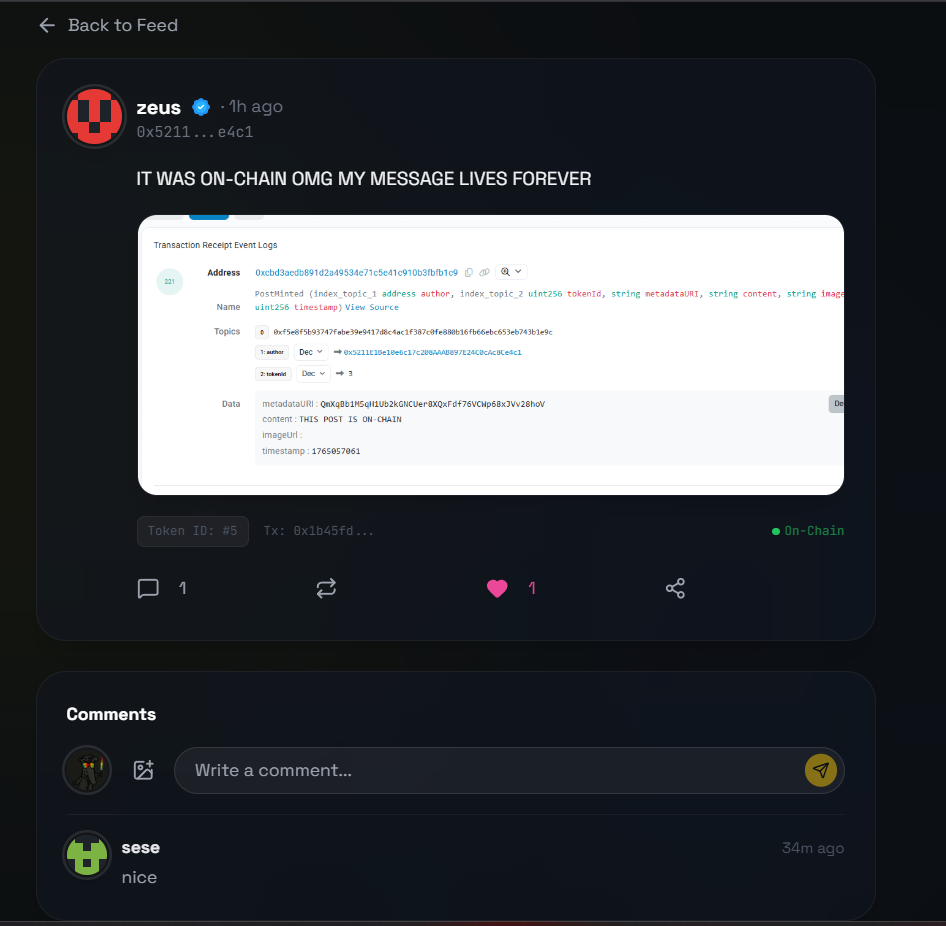 Back to Feed
zeus · 1h ago
0x5211...e4c1
IT WAS ON-CHAIN OMG MY MESSAGE LIVES FOREVER
Transaction Receipt Event Logs
221
Address
Name
PostMinted (index_topic_1 address author, index_topic_2 uint256 tokenId, string metadataURI, string content, string image
uint256 timestamp) View Source
Topics
0 0xf5e8f5b93747fabe39e9417d8c4ac1f387c0fe880b16fb66ebc653eb743b1e9c
1: author Dec
2: tokenId Dec 3
Data
metadataURI :
content : THIS POST IS ON-CHAIN
imageUrl :
timestamp : 1765057061
Token ID: #5 Tx: 0x1b45fd... On-Chain
1 1
Comments
Write a comment...
sese 34m ago
nice